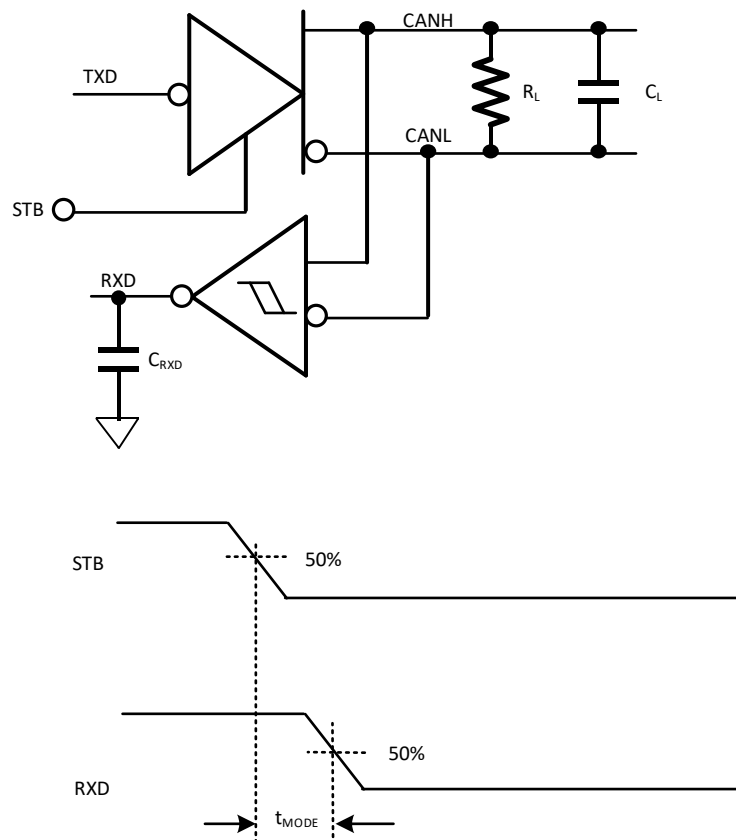 CANH
TXD
R_L
C_L
CANL
STB
RXD
C_RXD
STB
50%
50%
RXD
t_MODE